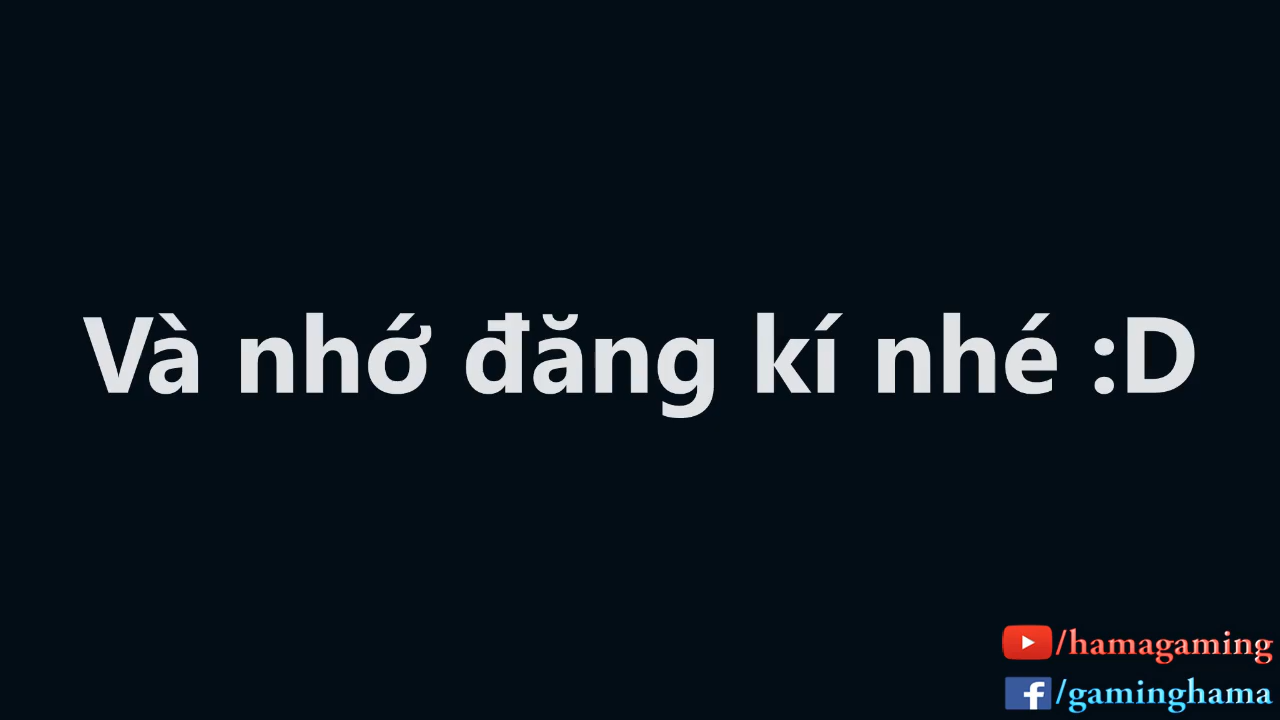 Và nhớ đăng kí nhé :D
/hamagaming
/gaminghama